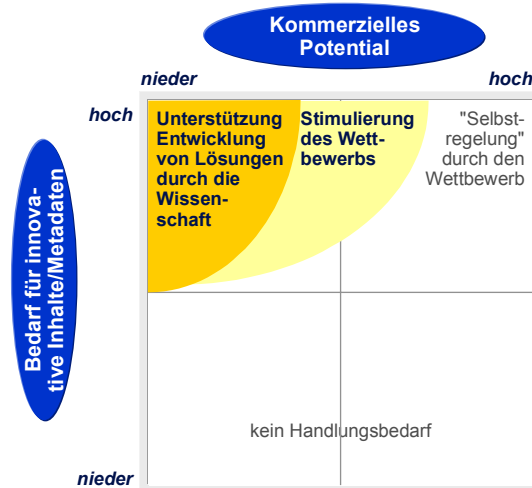 Kommerzielles
Potential
nieder
hoch
hoch
Unterstützung
Entwicklung
von Lösungen
durch die
Wissen-
schaft
Stimulierung
des Wett-
bewerbs
"Selbst-
regelung"
durch den
Wettbewerb
Bedarf für innova-
tive Inhalte/Metadaten
kein Handlungsbedarf
nieder